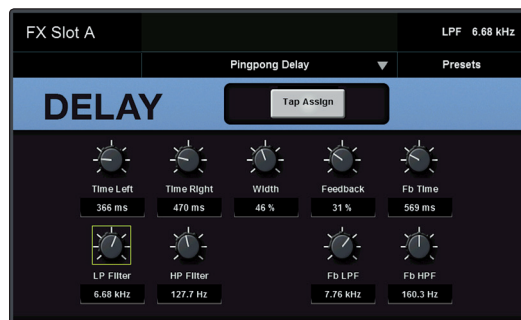 FX Slot A
LPF 6.68 kHz
Pingpong Delay
Presets
DELAY
Tap Assign
Time Left
Time Right
Width
Feedback
Fb Time
366 ms
470 ms
46 %
31 %
569 ms
LP Filter
HP Filter
Fb LPF
Fb HPF
6.68 kHz
127.7 Hz
7.76 kHz
160.3 Hz